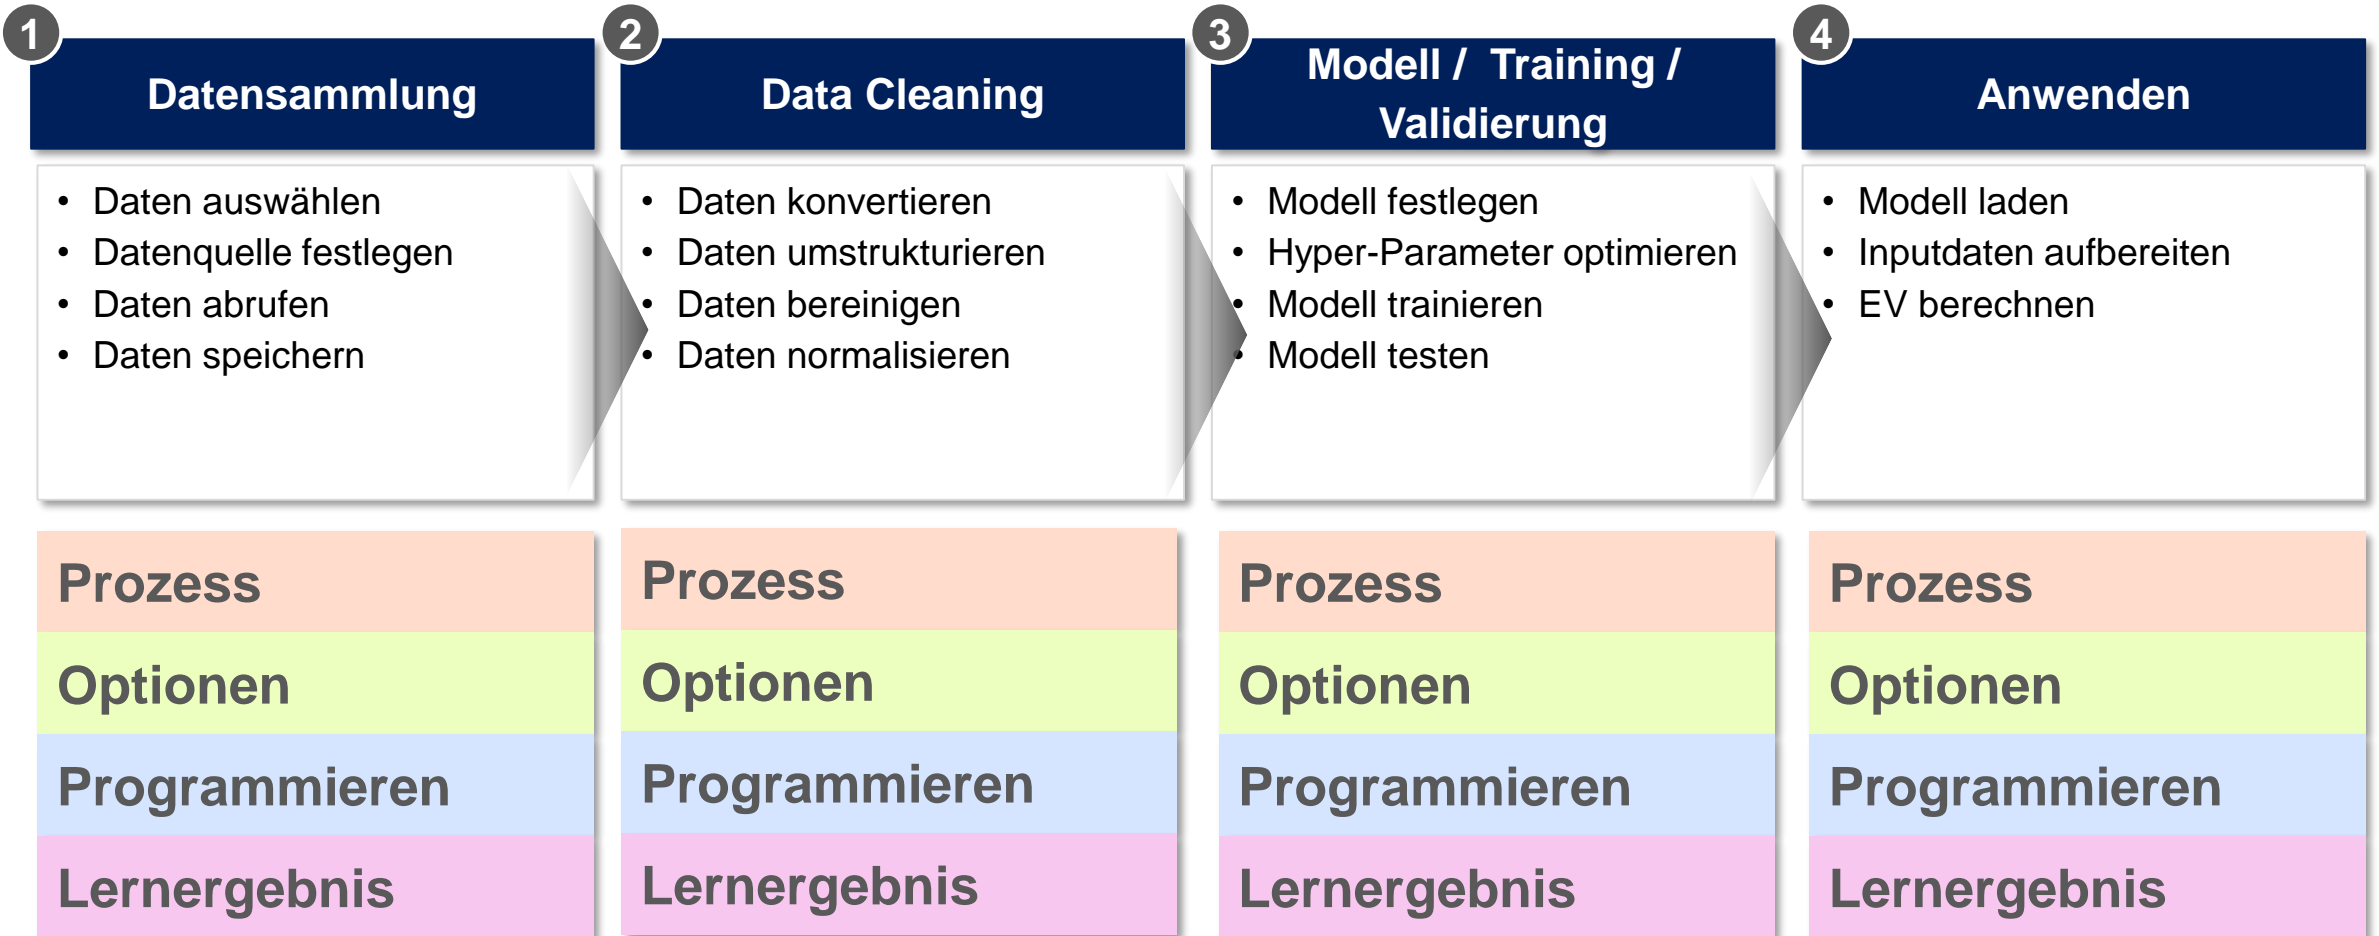 1
Datensammlung
• Daten auswählen
• Datenquelle festlegen
• Daten abrufen
• Daten speichern
Prozess
Optionen
Programmieren
Lernergebnis
2
Data Cleaning
• Daten konvertieren
• Daten umstrukturieren
• Daten bereinigen
• Daten normalisieren
Prozess
Optionen
Programmieren
Lernergebnis
3
Modell / Training /
Validierung
• Modell festlegen
• Hyper-Parameter optimieren
• Modell trainieren
• Modell testen
Prozess
Optionen
Programmieren
Lernergebnis
4
Anwenden
• Modell laden
• Inputdaten aufbereiten
• EV berechnen
Prozess
Optionen
Programmieren
Lernergebnis